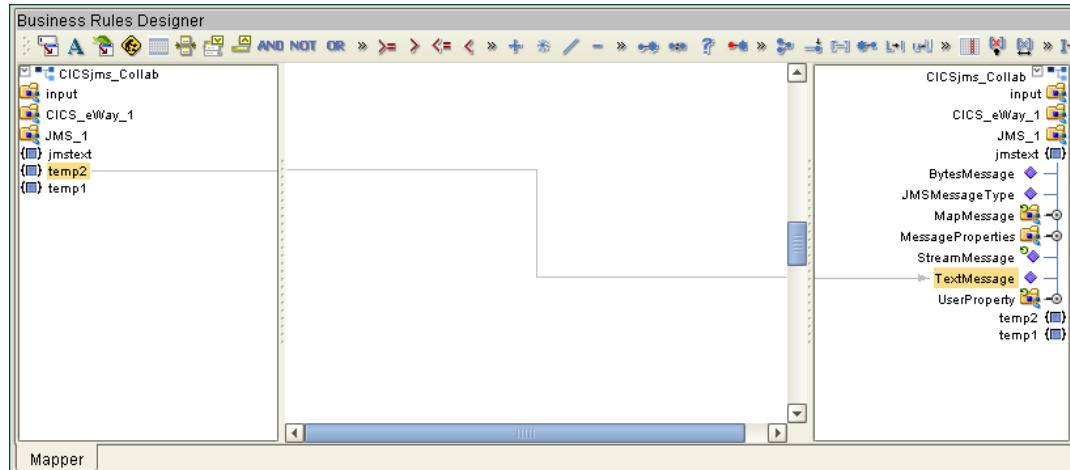 Business Rules Designer
AND NOT OR
CICSjms_Collab
input
CICS_eWay_1
JMS_1
jmstext
temp2
temp1
CICSjms_Collab
input
CICS_eWay_1
JMS_1
jmstext
BytesMessage
JMSMessageType
MapMessage
MessageProperties
StreamMessage
TextMessage
UserProperty
temp2
temp1
Mapper